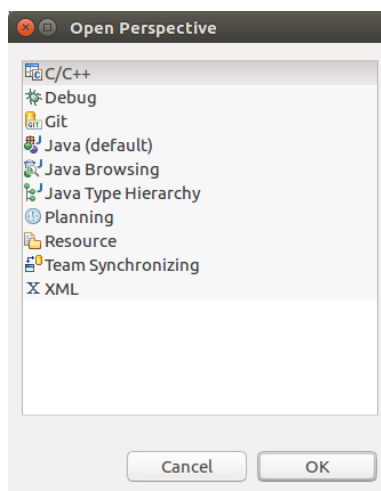 Open Perspective
C/C++
Debug
Git
Java (default)
Java Browsing
Java Type Hierarchy
Planning
Resource
Team Synchronizing
XML
Cancel OK